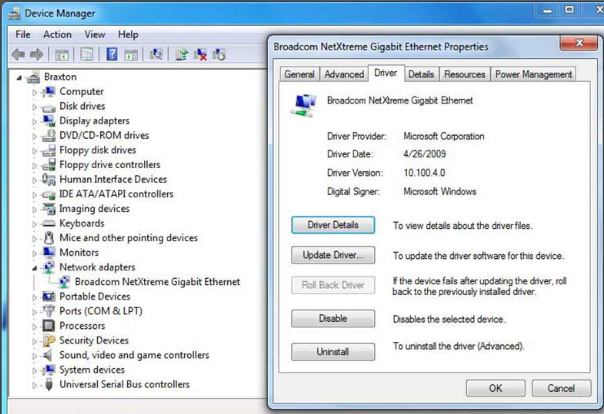 Device Manager
File Action View Help
Braxton
Computer
Disk drives
Display adapters
DVD/CD-ROM drives
Floppy disk drives
Floppy drive controllers
Human Interface Devices
IDE ATA/ATAPI controllers
Imaging devices
Keyboards
Mice and other pointing devices
Monitors
Network adapters
Broadcom NetXtreme Gigabit Ethernet
Portable Devices
Ports (COM & LPT)
Processors
Security Devices
Sound, video and game controllers
System devices
Universal Serial Bus controllers
Broadcom NetXtreme Gigabit Ethernet Properties
General Advanced Driver Details Resources Power Management
Broadcom NetXtreme Gigabit Ethernet
Driver Provider: Microsoft Corporation
Driver Date: 4/26/2009
Driver Version: 10.100.4.0
Digital Signer: Microsoft Windows
Driver Details To view details about the driver files.
Update Driver... To update the driver software for this device.
Roll Back Driver If the device fails after updating the driver, roll
back to the previously installed driver.
Disable Disables the selected device.
Uninstall To uninstall the driver (Advanced).
OK Cancel